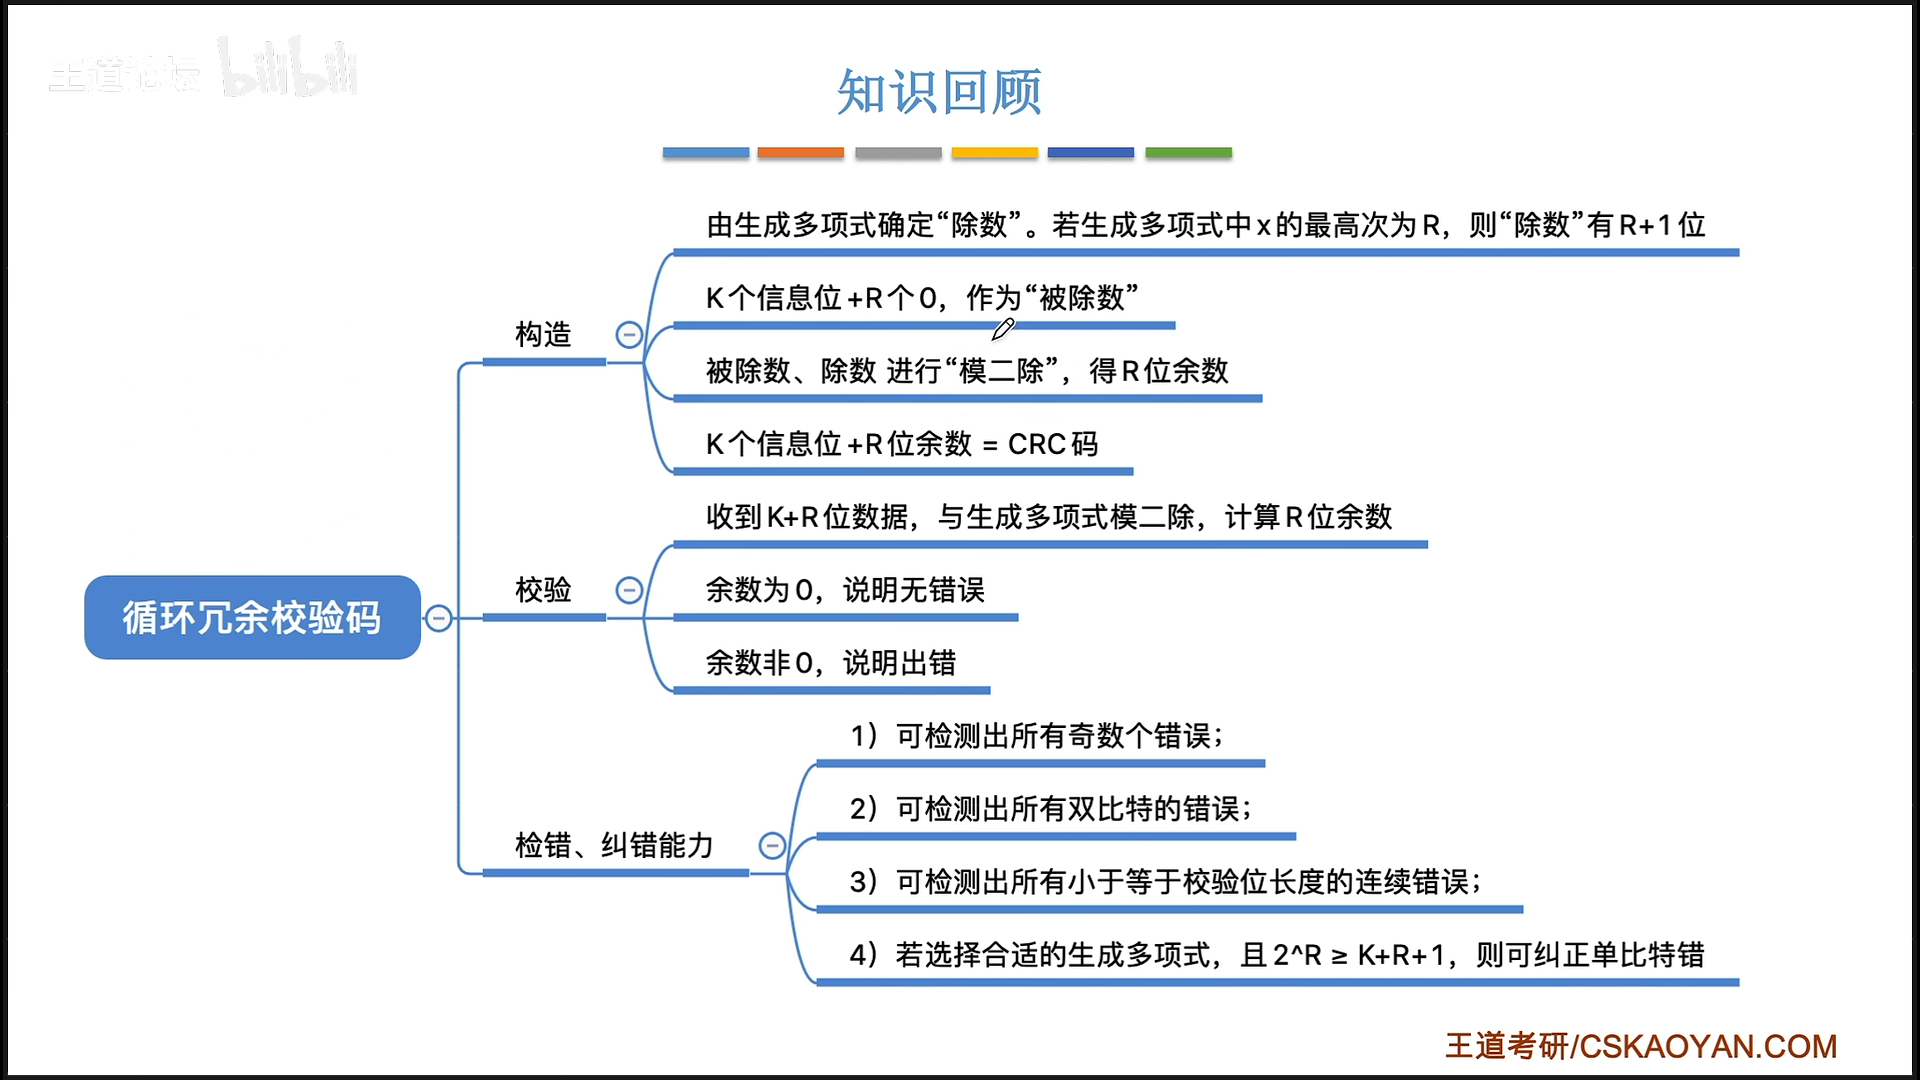 王道论坛 bilibili
知识回顾
由生成多项式确定“除数”。若生成多项式中x的最高次为R，则“除数”有R+1位
K个信息位+R个0，作为“被除数”
构造
被除数、除数 进行“模二除”，得R位余数
K个信息位+R位余数 = CRC码
收到K+R位数据，与生成多项式模二除，计算R位余数
校验
余数为0，说明无错误
循环冗余校验码
余数非0，说明出错
1）可检测出所有奇数个错误；
2）可检测出所有双比特的错误；
检错、纠错能力
3）可检测出所有小于等于校验位长度的连续错误；
4）若选择合适的生成多项式，且2^R ≥ K+R+1，则可纠正单比特错
王道考研/CSKAOYAN.COM